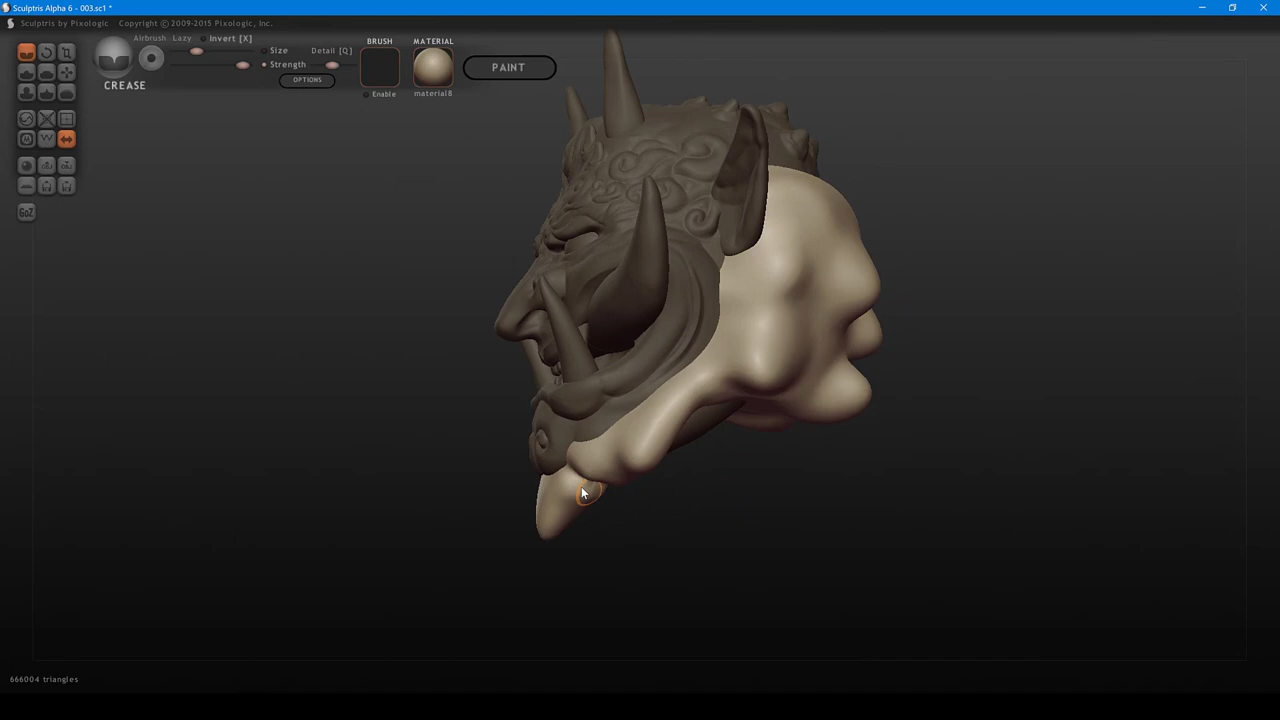 Sculptris Alpha 6 - 003.sc1 *
Sculptris by Pixologic Copyright © 2009-2015 Pixologic, Inc.
Airbrush Lazy Invert [X]
Size Detail [Q]
Strength
OPTIONS
CREASE
BRUSH
Enable
MATERIAL
material8
PAINT
GoZ
666004 triangles